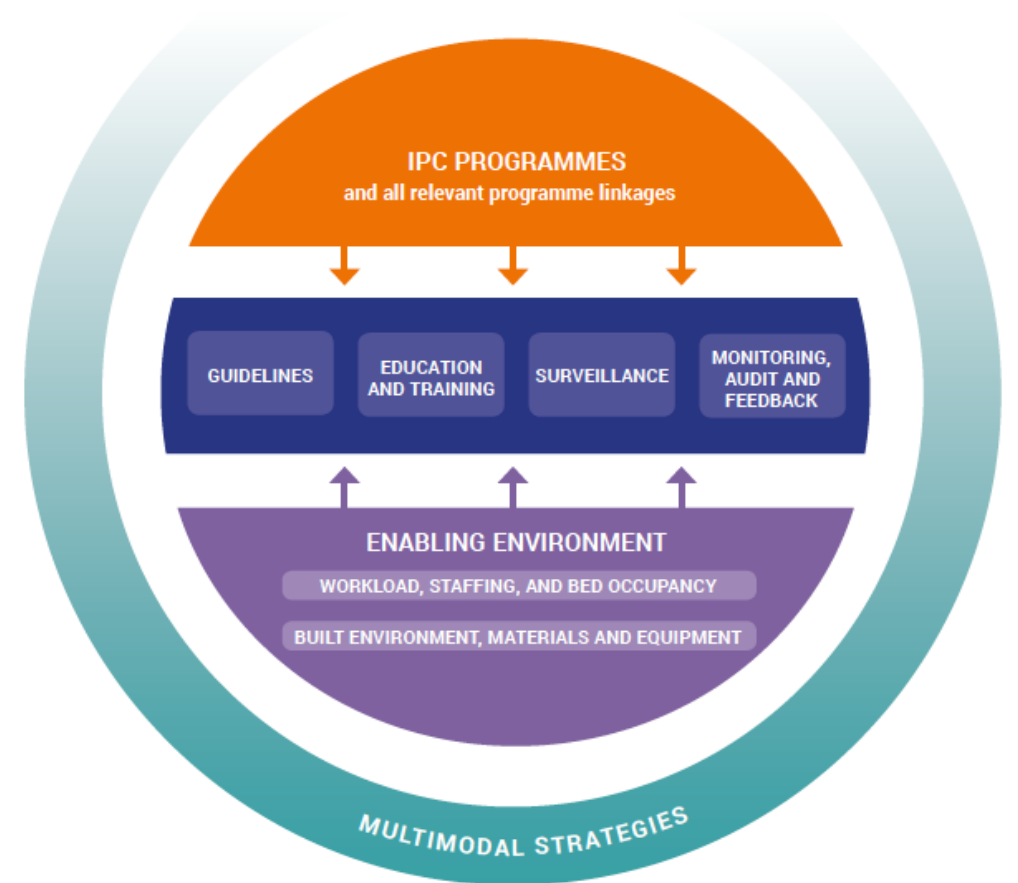 IPC PROGRAMMES
and all relevant programme linkages
GUIDELINES
EDUCATION
AND TRAINING
SURVEILLANCE
MONITORING,
AUDIT AND
FEEDBACK
ENABLING ENVIRONMENT
WORKLOAD, STAFFING, AND BED OCCUPANCY
BUILT ENVIRONMENT, MATERIALS AND EQUIPMENT
MULTIMODAL STRATEGIES